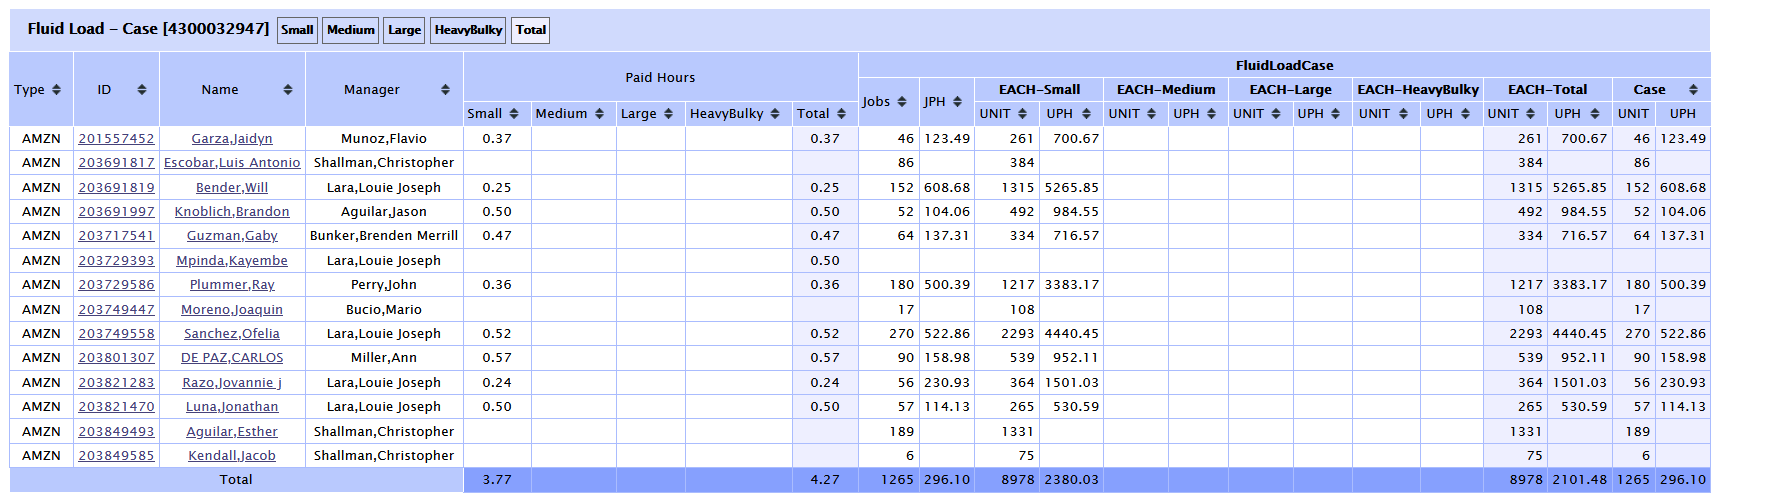 Fluid Load – Case [4300032947] Small Medium Large HeavyBulky Total
FluidLoadCase
Paid Hours
Type ID Name Manager Jobs JPH EACH-Small EACH-Medium EACH-Large EACH-HeavyBulky EACH-Total Case
Small Medium Large HeavyBulky Total UNIT UPH UNIT UPH UNIT UPH UNIT UPH UNIT UPH UNIT UPH
AMZN 201557452 Garza,Jaidyn Munoz,Flavio 0.37 0.37 46 123.49 261 700.67 261 700.67 46 123.49
AMZN 203691817 Escobar,Luis Antonio Shallman,Christopher 86 384 384 86
AMZN 203691819 Bender,Will Lara,Louie Joseph 0.25 0.25 152 608.68 1315 5265.85 1315 5265.85 152 608.68
AMZN 203691997 Knoblich,Brandon Aguilar,Jason 0.50 0.50 52 104.06 492 984.55 492 984.55 52 104.06
AMZN 203717541 Guzman,Gaby Bunker,Brenden Merrill 0.47 0.47 64 137.31 334 716.57 334 716.57 64 137.31
AMZN 203729393 Mpinda,Kayembe Lara,Louie Joseph 0.50
AMZN 203729586 Plummer,Ray Perry,John 0.36 0.36 180 500.39 1217 3383.17 1217 3383.17 180 500.39
AMZN 203749447 Moreno,Joaquin Bucio,Mario 17 108 108 17
AMZN 203749558 Sanchez,Ofelia Lara,Louie Joseph 0.52 0.52 270 522.86 2293 4440.45 2293 4440.45 270 522.86
AMZN 203801307 DE PAZ,CARLOS Miller,Ann 0.57 0.57 90 158.98 539 952.11 539 952.11 90 158.98
AMZN 203821283 Razo,Jovannie j Lara,Louie Joseph 0.24 0.24 56 230.93 364 1501.03 364 1501.03 56 230.93
AMZN 203821470 Luna,Jonathan Lara,Louie Joseph 0.50 0.50 57 114.13 265 530.59 265 530.59 57 114.13
AMZN 203849493 Aguilar,Esther Shallman,Christopher 189 1331 1331 189
AMZN 203849585 Kendall,Jacob Shallman,Christopher 6 75 75 6
Total 3.77 4.27 1265 296.10 8978 2380.03 8978 2101.48 1265 296.10